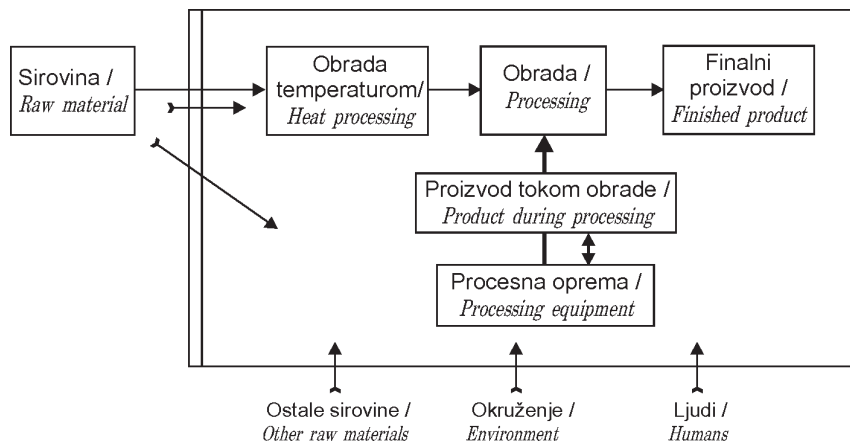 Sirovina /
Raw material
Obrada
temperaturom/
Heat processing
Obrada /
Processing
Finalni
proizvod /
Finished product
Proizvod tokom obrade /
Product during processing
Procesna oprema /
Processing equipment
Ostale sirovine /
Other raw materials
Okruženje /
Environment
Ljudi /
Humans